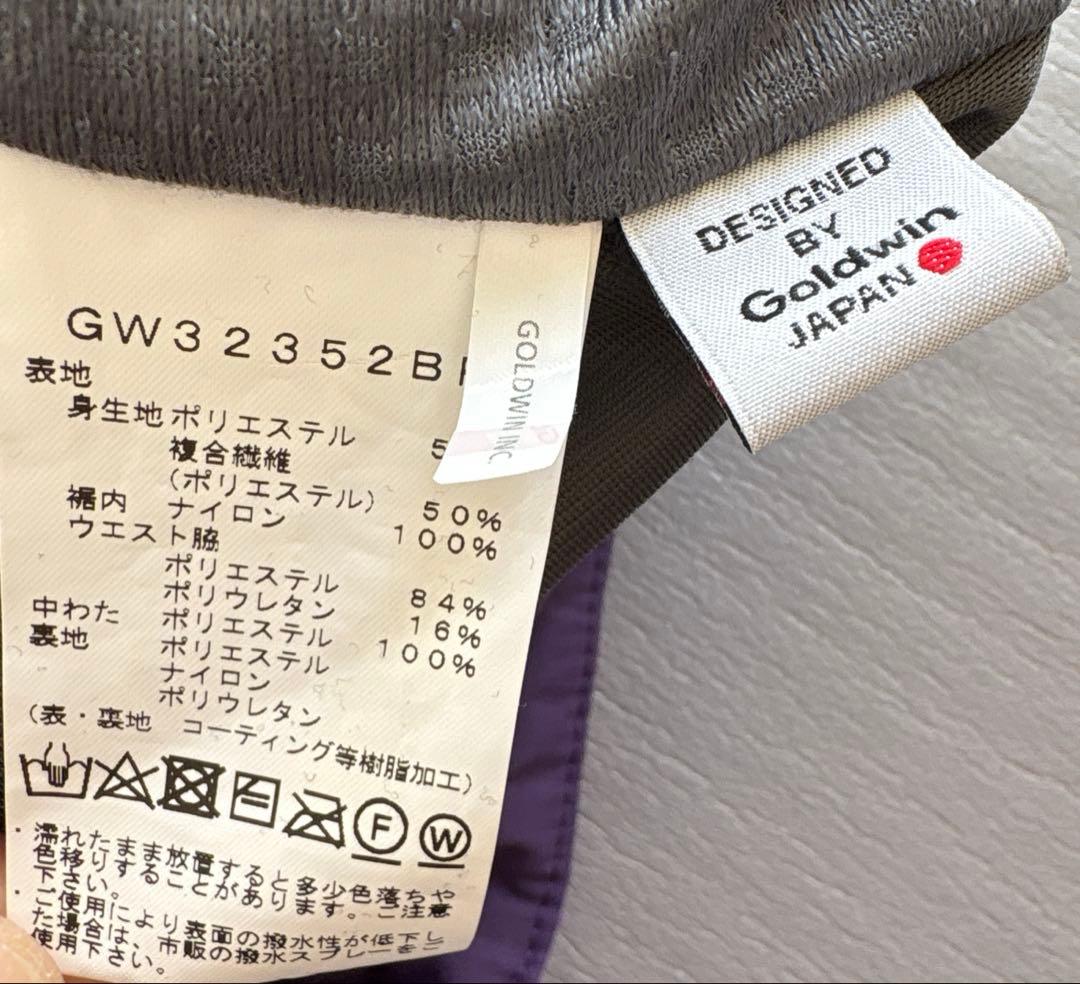 GW32352B
表地
身生地 ポリエステル
複合繊維
(ポリエステル) 50%
裾内 ナイロン 100%
ウエスト脇
ポリエステル 84%
ポリウレタン 16%
中わた ポリエステル 100%
裏地 ポリエステル
ナイロン
ポリウレタン
(表・裏地 コーティング等樹脂加工)
F W
・濡れたまま放置すると多少色落ちや
色移りすることがあります。ご注意
下さい。
・ご使用により表面の撥水性が低下し
た場合は、市販の撥水スプレーをご
使用下さい。
GOLDWIN INC.
DESIGNED
BY
Goldwin
JAPAN